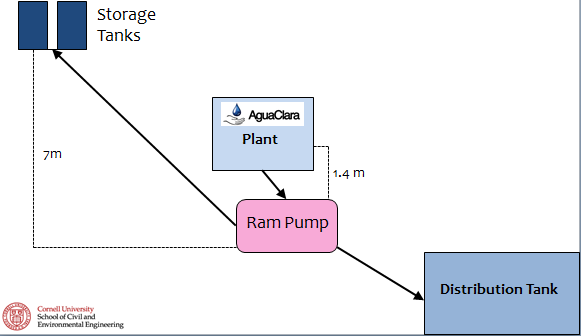 Storage
Tanks
AguaClara
Plant
7m
1.4 m
Ram Pump
Distribution Tank
Cornell University
School of Civil and
Environmental Engineering